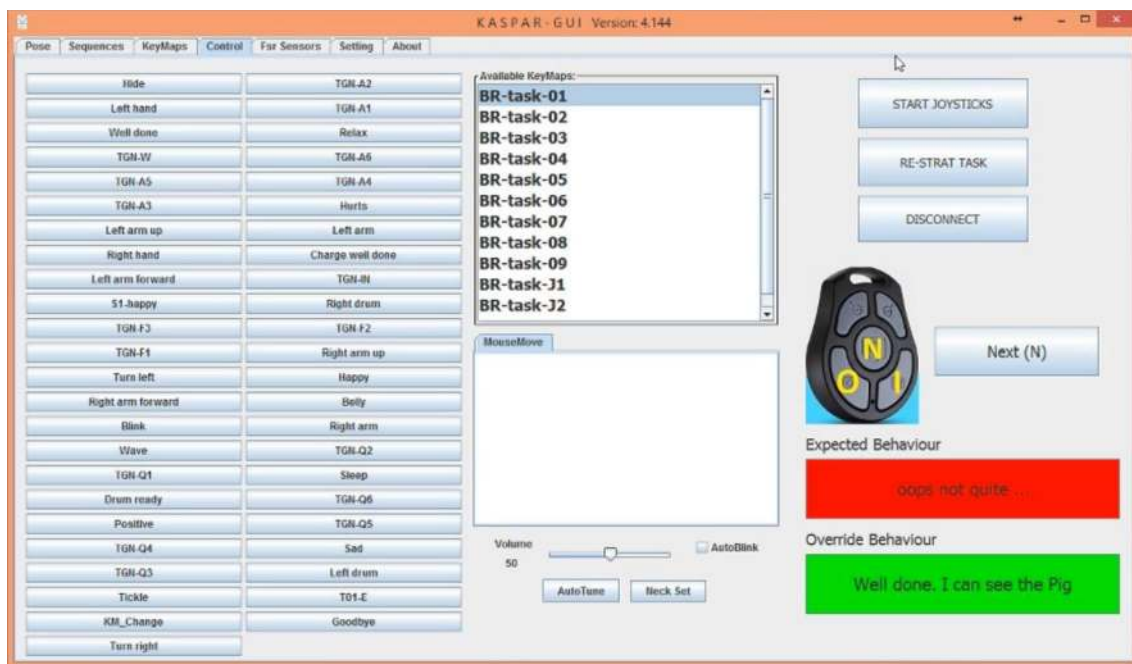 KASPAR-GUI Version: 4.144
Pose Sequences KeyMaps Control Far Sensors Setting About
Hide TGN-A2
Left hand TGN-A1
Well done Relax
TGN-W TGN-A6
TGN-A5 TGN-A4
TGN-A3 Hurts
Left arm up Left arm
Right hand Charge well done
Left arm forward TGN-IN
S1-happy Right drum
TGN-F3 TGN-F2
TGN-F1 Right arm up
Turn left Happy
Right arm forward Belly
Blink Right arm
Wave TGN-Q2
TGN-Q1 Sleep
Drum ready TGN-Q6
Positive TGN-Q5
TGN-Q4 Sad
TGN-Q3 Left drum
Tickle T01-E
KM_Change Goodbye
Turn right
Available KeyMaps:
BR-task-01
BR-task-02
BR-task-03
BR-task-04
BR-task-05
BR-task-06
BR-task-07
BR-task-08
BR-task-09
BR-task-J1
BR-task-J2
MouseMove
Volume
50
AutoBlink
AutoTune Neck Set
START JOYSTICKS
RE-STRAT TASK
DISCONNECT
N
O I
Next (N)
Expected Behaviour
oops not quite ...
Override Behaviour
Well done. I can see the Pig